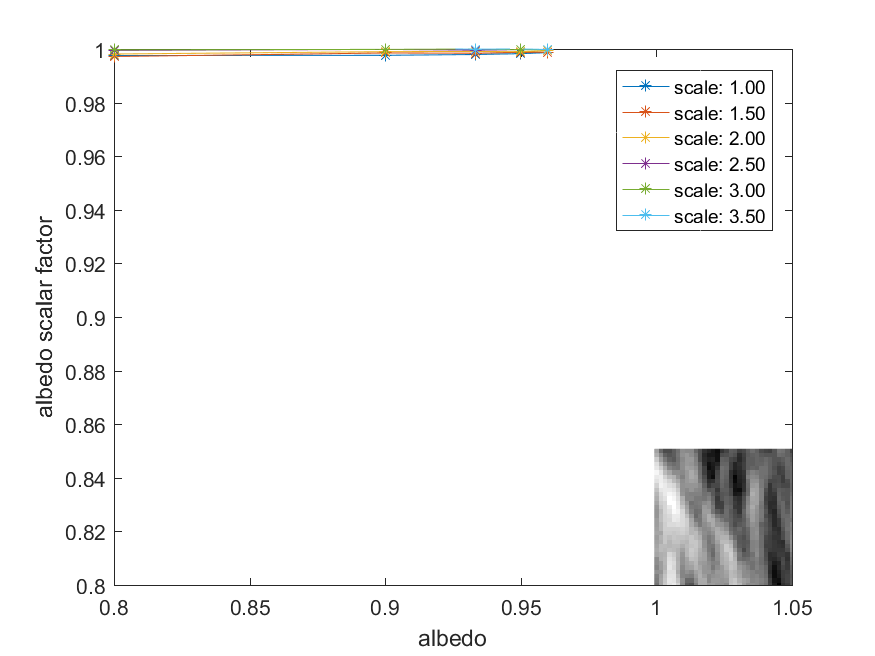 1
0.98
0.96
0.94
0.92
0.9
0.88
0.86
0.84
0.82
0.8
albedo scalar factor
scale: 1.00
scale: 1.50
scale: 2.00
scale: 2.50
scale: 3.00
scale: 3.50
0.8 0.85 0.9 0.95 1 1.05
albedo